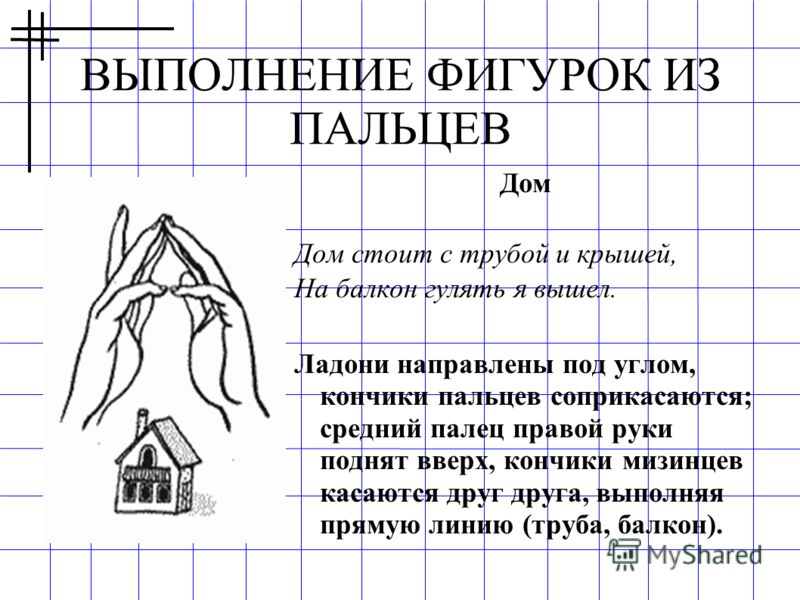 ВЫПОЛНЕНИЕ ФИГУРОК ИЗ
ПАЛЬЦЕВ
Дом
Дом стоит с трубой и крышей,
На балкон гулять я вышел.
Ладони направлены под углом,
кончики пальцев соприкасаются;
средний палец правой руки
поднят вверх, кончики мизинцев
касаются друг друга, выполняя
прямую линию (труба, балкон).
MyShared